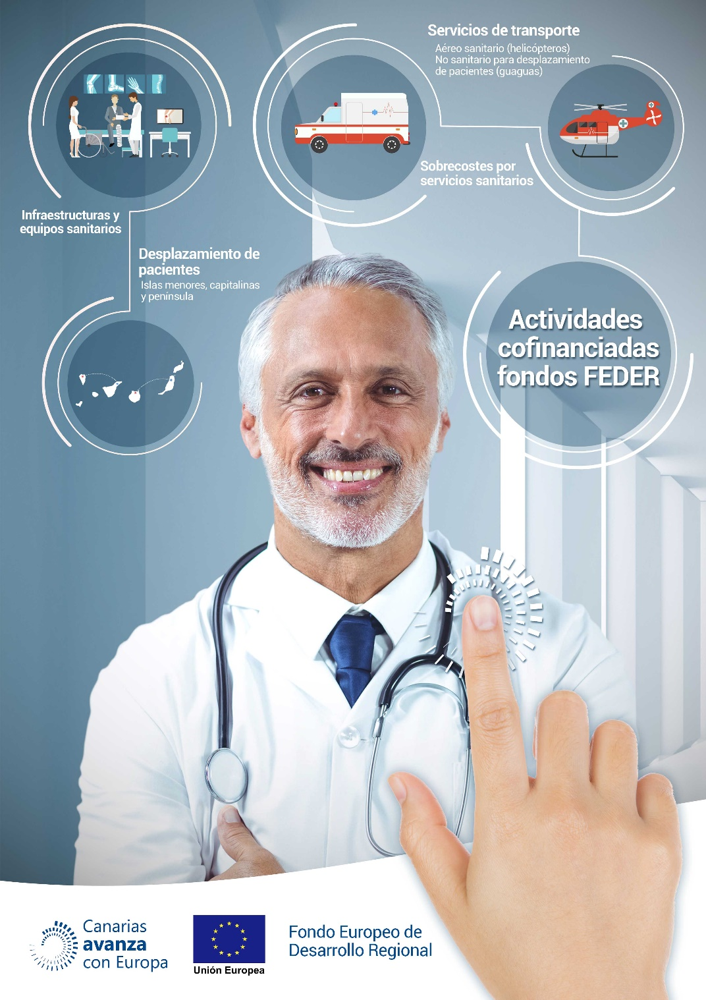 Servicios de transporte
Aéreo sanitario (helicópteros)
No sanitario para desplazamiento
de pacientes (guaguas)
Sobrecostes por
servicios sanitarios
Infraestructuras y
equipos sanitarios
Desplazamiento de
pacientes
Islas menores, capitalinas
y península
Actividades
cofinanciadas
fondos FEDER
Canarias
avanza
con Europa
Unión Europea
Fondo Europeo de
Desarrollo Regional